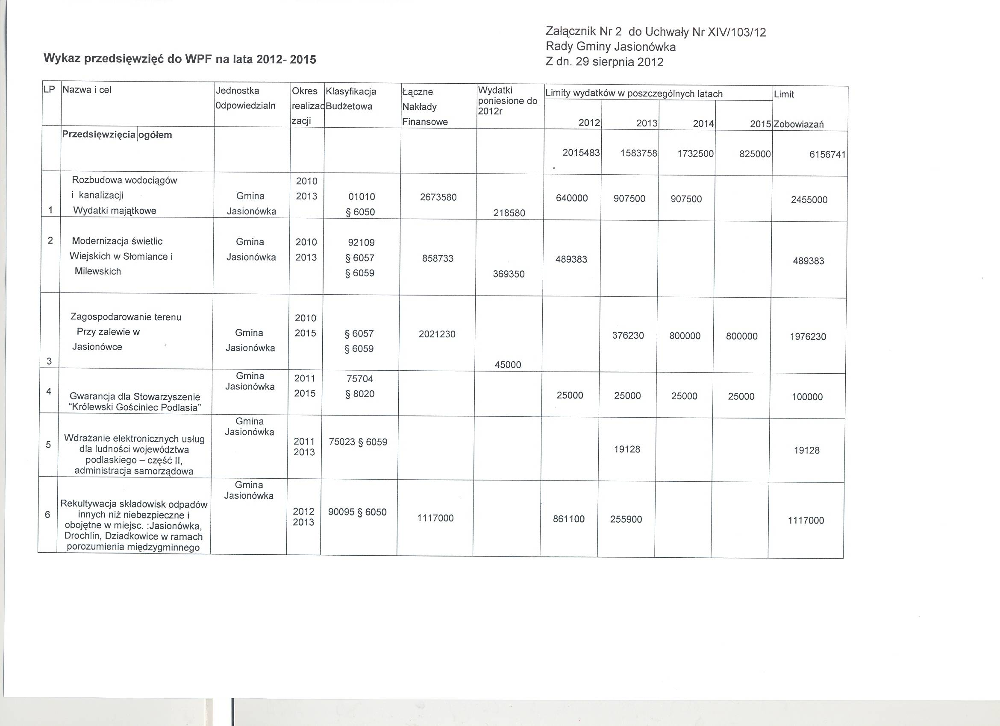 Załącznik Nr 2 do Uchwały Nr XIV/103/12
Rady Gminy Jasionówka
Z dn. 29 sierpnia 2012
Wykaz przedsięwzięć do WPF na lata 2012- 2015
LP Nazwa i cel Jednostka Okres Klasyfikacja Łączne Wydatki Limity wydatków w poszczególnych latach Limit
Odpowiedzialn realizac Budżetowa Nakłady poniesione do
zacji Finansowe 2012r 2012 2013 2014 2015 Zobowiazań
Przedsięwzięcia ogółem
2015483 1583758 1732500 825000 6156741
Rozbudowa wodociągów 2010
i kanalizacji Gmina 2013 01010 2673580 640000 907500 907500 2455000
1 Wydatki majątkowe Jasionówka § 6050 218580
2 Modernizacja świetlic Gmina 2010 92109
Wiejskich w Słomiance i Jasionówka 2013 § 6057 858733 489383 489383
Milewskich § 6059 369350
Zagospodarowanie terenu 2010
Przy zalewie w Gmina 2015 § 6057 2021230 376230 800000 800000 1976230
Jasionówce Jasionówka § 6059
3 45000
Gmina 2011 75704
Jasionówka
4 Gwarancja dla Stowarzyszenie 2015 § 8020 25000 25000 25000 25000 100000
“Królewski Gościniec Podlasia”
Gmina
Jasionówka
5 Wdrażanie elektronicznych usług 2011 75023 § 6059
dla ludności województwa 2013 19128 19128
podlaskiego – część II,
administracja samorządowa
Gmina
Jasionówka
Rekultywacja składowisk odpadów
6 innych niż niebezpieczne i 2012 90095 § 6050 1117000 861100 255900 1117000
obojętne w miejsc. :Jasionówka, 2013
Drochlin, Dziadkowice w ramach
porozumienia międzygminnego